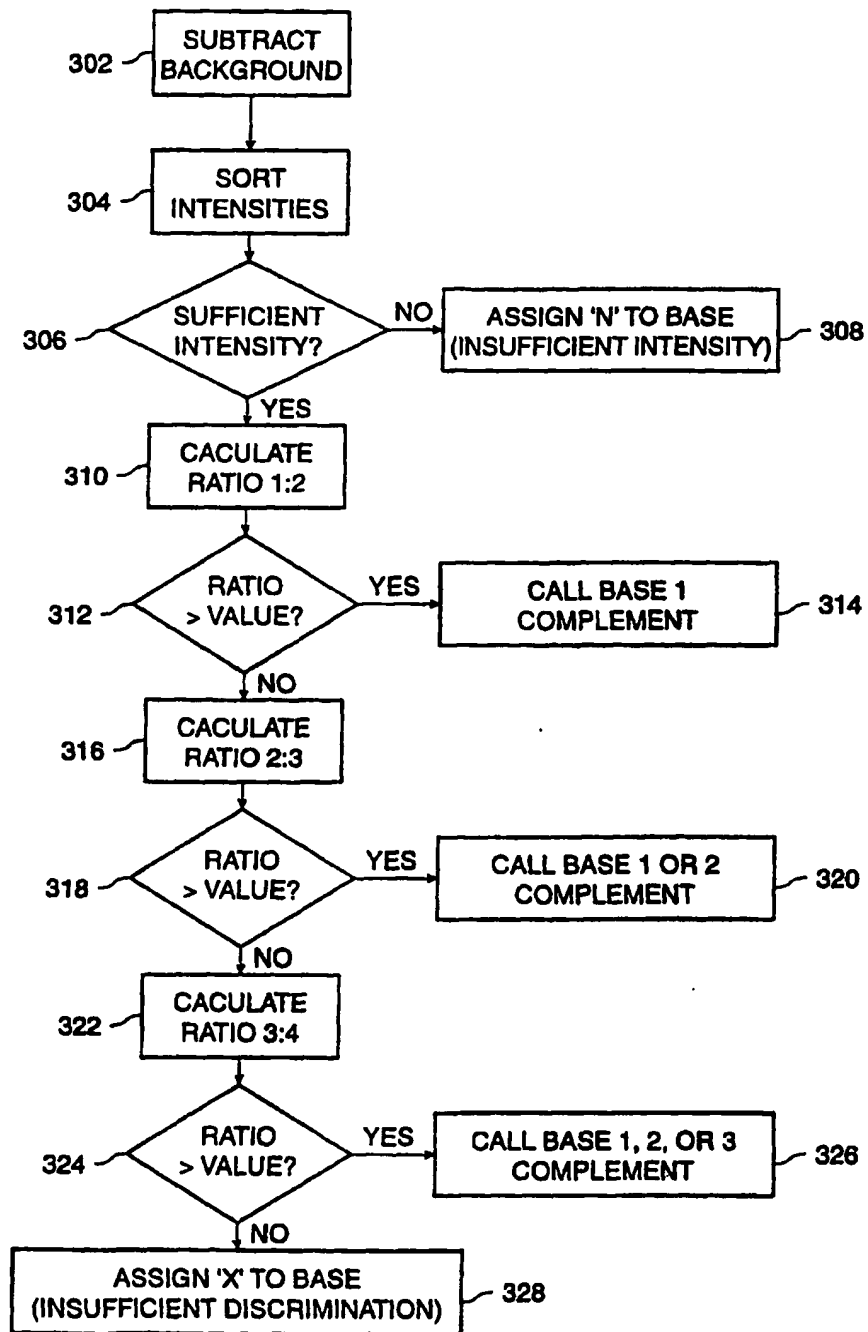 SUBTRACT
BACKGROUND
302
SORT
INTENSITIES
304
SUFFICIENT
INTENSITY?
306
NO
ASSIGN 'N' TO BASE
(INSUFFICIENT INTENSITY)
308
YES
CACULATE
RATIO 1:2
310
RATIO
> VALUE?
312
YES
CALL BASE 1
COMPLEMENT
314
NO
CACULATE
RATIO 2:3
316
RATIO
> VALUE?
318
YES
CALL BASE 1 OR 2
COMPLEMENT
320
NO
CACULATE
RATIO 3:4
322
RATIO
> VALUE?
324
YES
CALL BASE 1, 2, OR 3
COMPLEMENT
326
NO
ASSIGN 'X' TO BASE
(INSUFFICIENT DISCRIMINATION)
328